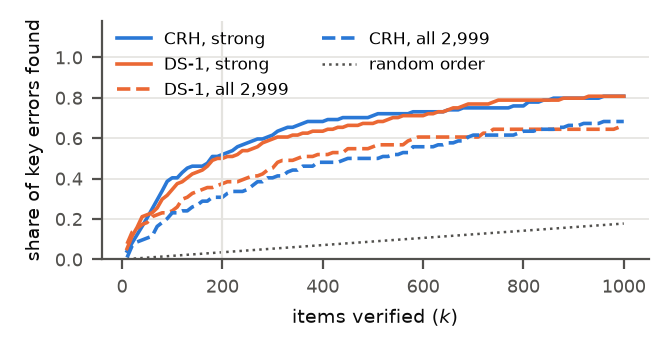 share of key errors found
1.0
0.8
0.6
0.4
0.2
0.0
CRH, strong
DS-1, strong
DS-1, all 2,999
CRH, all 2,999
random order
0
200
400
600
800
1000
items verified (k)